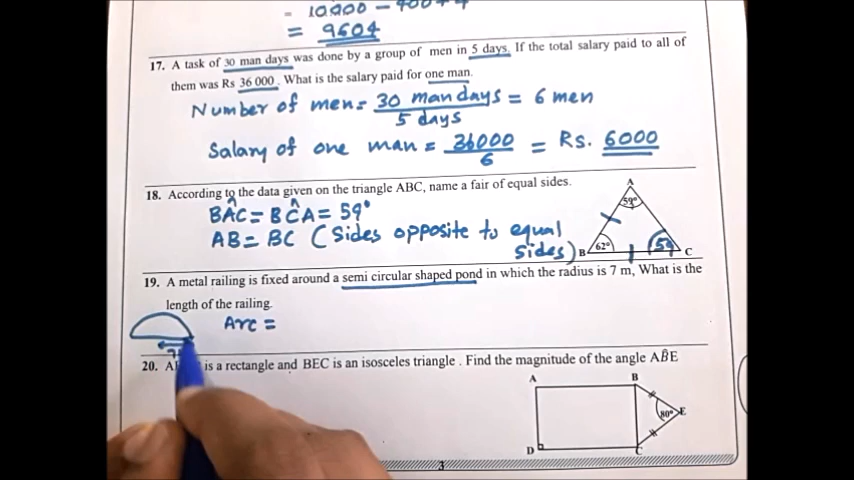 = 10,000 - 400 + 4
= 9604
17. A task of 30 man days was done by a group of men in 5 days. If the total salary paid to all of
them was Rs 36 000. What is the salary paid for one man.
Number of men = 30 man days = 6 men
5 days
Salary of one man = 36000 = Rs. 6000
6
18. According to the data given on the triangle ABC, name a fair of equal sides.
BÂC = BĈA = 59°
AB = BC (Sides opposite to equal
sides)
A
59°
B 62° 59 C
19. A metal railing is fixed around a semi circular shaped pond in which the radius is 7 m, What is the
length of the railing.
Arc =
20. is a rectangle and BEC is an isosceles triangle . Find the magnitude of the angle AB̂E
A B
80° E
D C
3